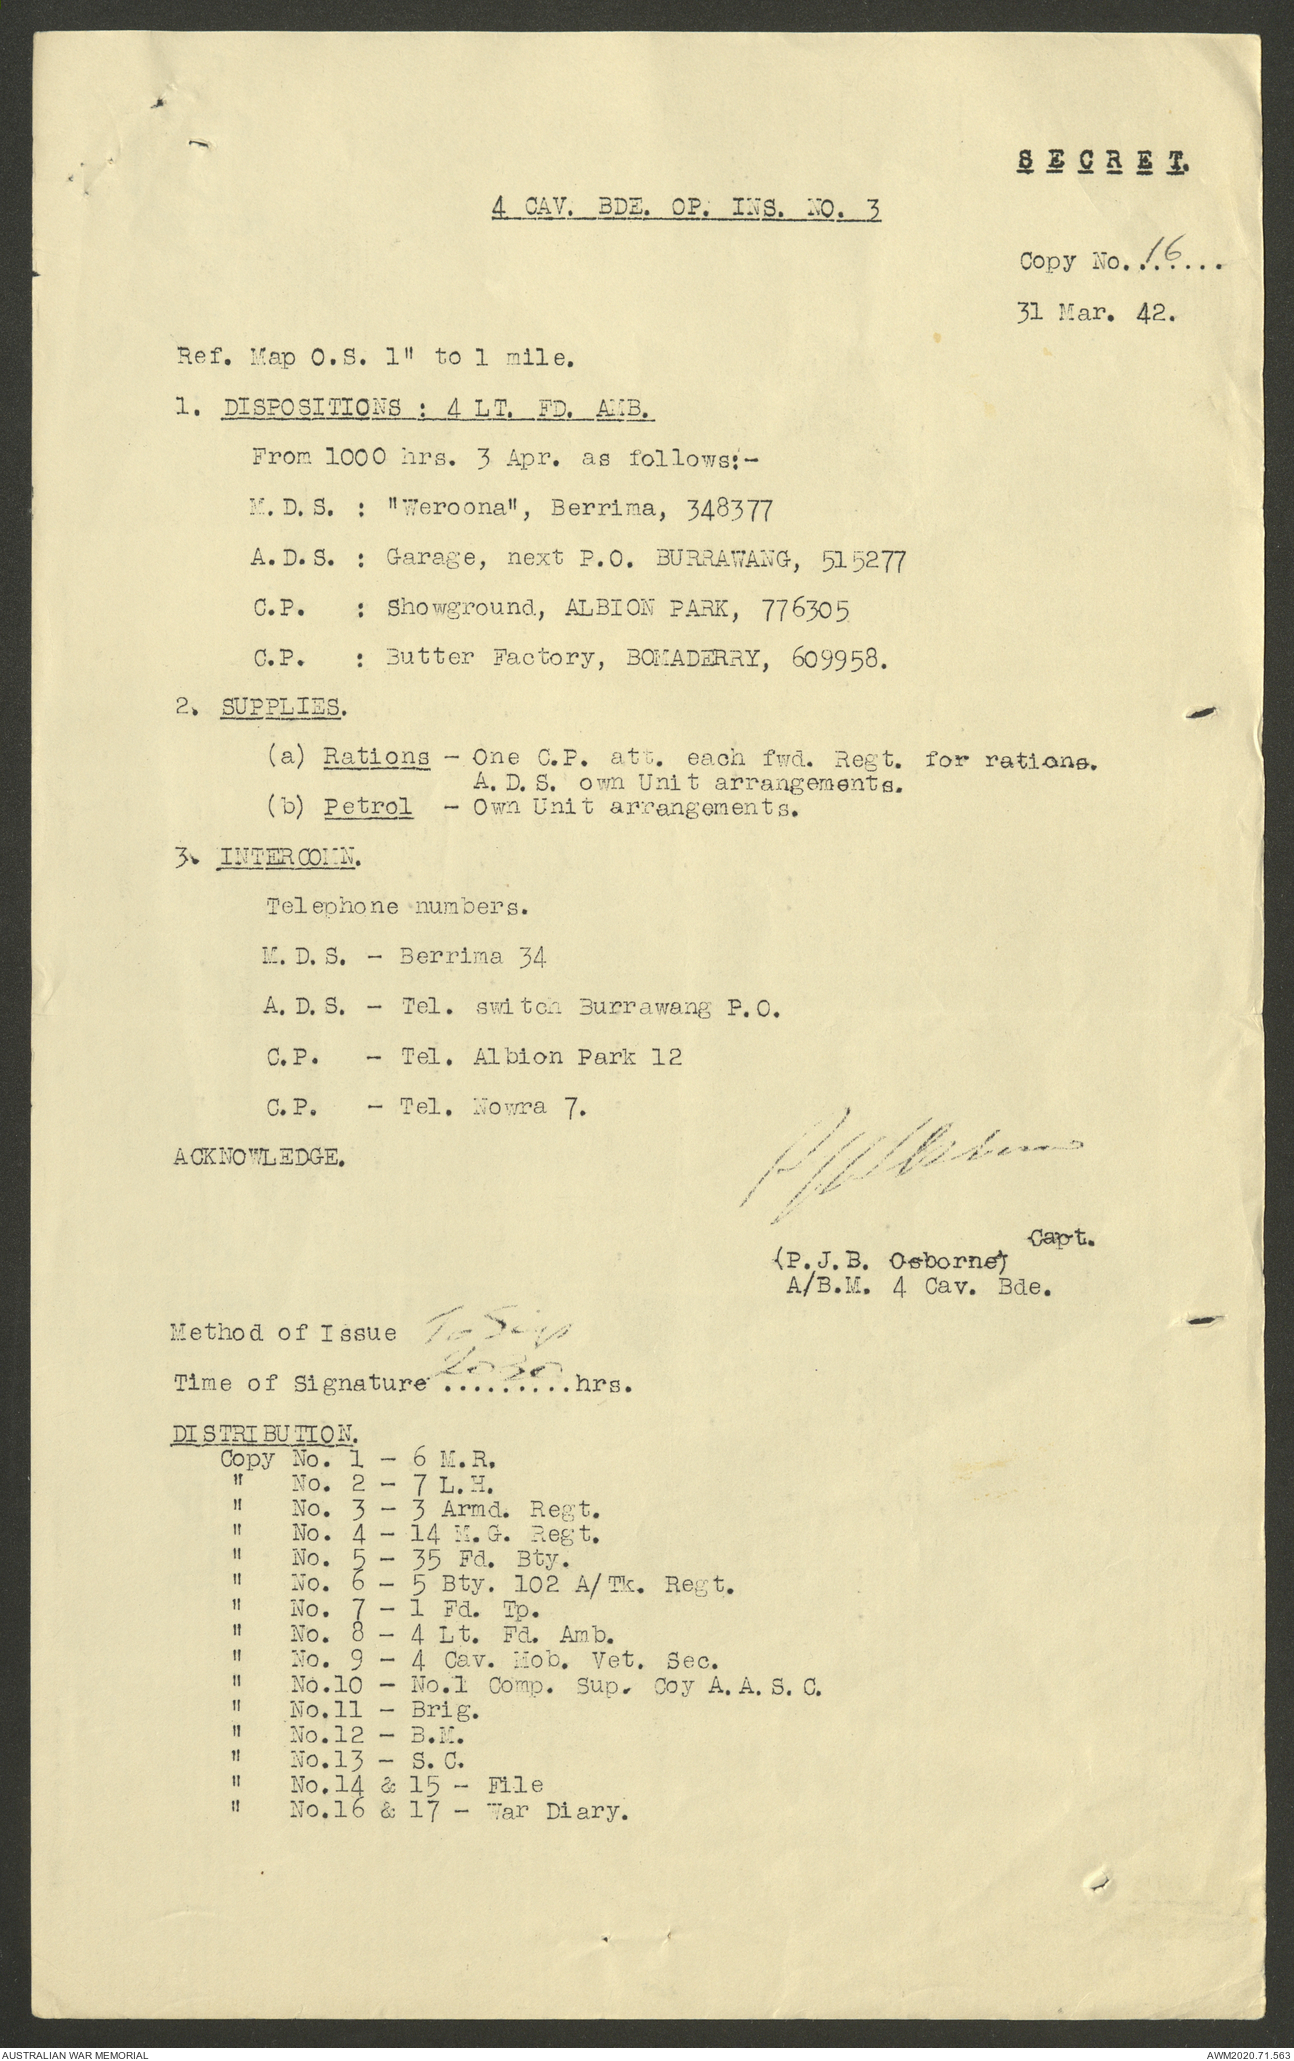 S E C R E T.
4 CAV. BDE. OP. INS. NO. 3
Copy No. 16 ......
31 Mar. 42.
Ref. Map O.S. 1" to 1 mile.
1. DISPOSITIONS : 4 LT. FD. AMB.
From 1000 hrs. 3 Apr. as follows:-
M.D.S. : "Weroona", Berrima, 348377
A.D.S. : Garage, next P.O. BURRAWANG, 515277
C.P. : Showground, ALBION PARK, 776305
C.P. : Butter Factory, BOMADERRY, 609958.
2. SUPPLIES.
(a) Rations - One C.P. att. each fwd. Regt. for rations.
A.D.S. own Unit arrangements.
(b) Petrol - Own Unit arrangements.
3. INTERCOMN.
Telephone numbers.
M.D.S. - Berrima 34
A.D.S. - Tel. switch Burrawang P.O.
C.P. - Tel. Albion Park 12
C.P. - Tel. Nowra 7.
ACKNOWLEDGE.
Capt.
(P.J.B. Osborne)
A/B.M. 4 Cav. Bde.
Method of Issue
Time of Signature 2030 .........hrs.
DISTRIBUTION.
Copy No. 1 - 6 M.R.
" No. 2 - 7 L.H.
" No. 3 - 3 Armd. Regt.
" No. 4 - 14 M.G. Regt.
" No. 5 - 35 Fd. Bty.
" No. 6 - 5 Bty. 102 A/Tk. Regt.
" No. 7 - 1 Fd. Tp.
" No. 8 - 4 Lt. Fd. Amb.
" No. 9 - 4 Cav. Mob. Vet. Sec.
" No.10 - No.1 Comp. Sup. Coy A.A.S.C.
" No.11 - Brig.
" No.12 - B.M.
" No.13 - S.C.
" No.14 & 15 - File
" No.16 & 17 - War Diary.
AUSTRALIAN WAR MEMORIAL
AWM2020.71.563